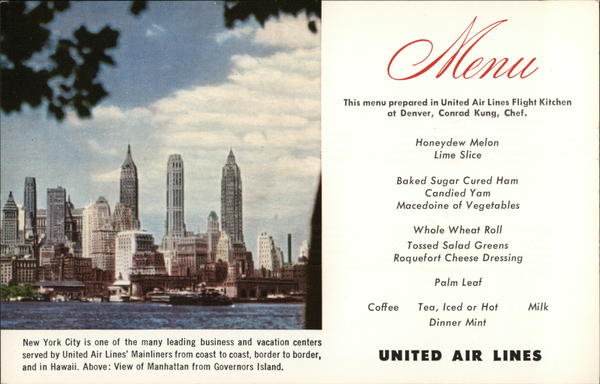 Menu
This menu prepared in United Air Lines Flight Kitchen
at Denver, Conrad Kung, Chef.
Honeydew Melon
Lime Slice
Baked Sugar Cured Ham
Candied Yam
Macedoine of Vegetables
Whole Wheat Roll
Tossed Salad Greens
Roquefort Cheese Dressing
Palm Leaf
Coffee Tea, Iced or Hot Milk
Dinner Mint
UNITED AIR LINES
New York City is one of the many leading business and vacation centers
served by United Air Lines' Mainliners from coast to coast, border to border,
and in Hawaii. Above: View of Manhattan from Governors Island.